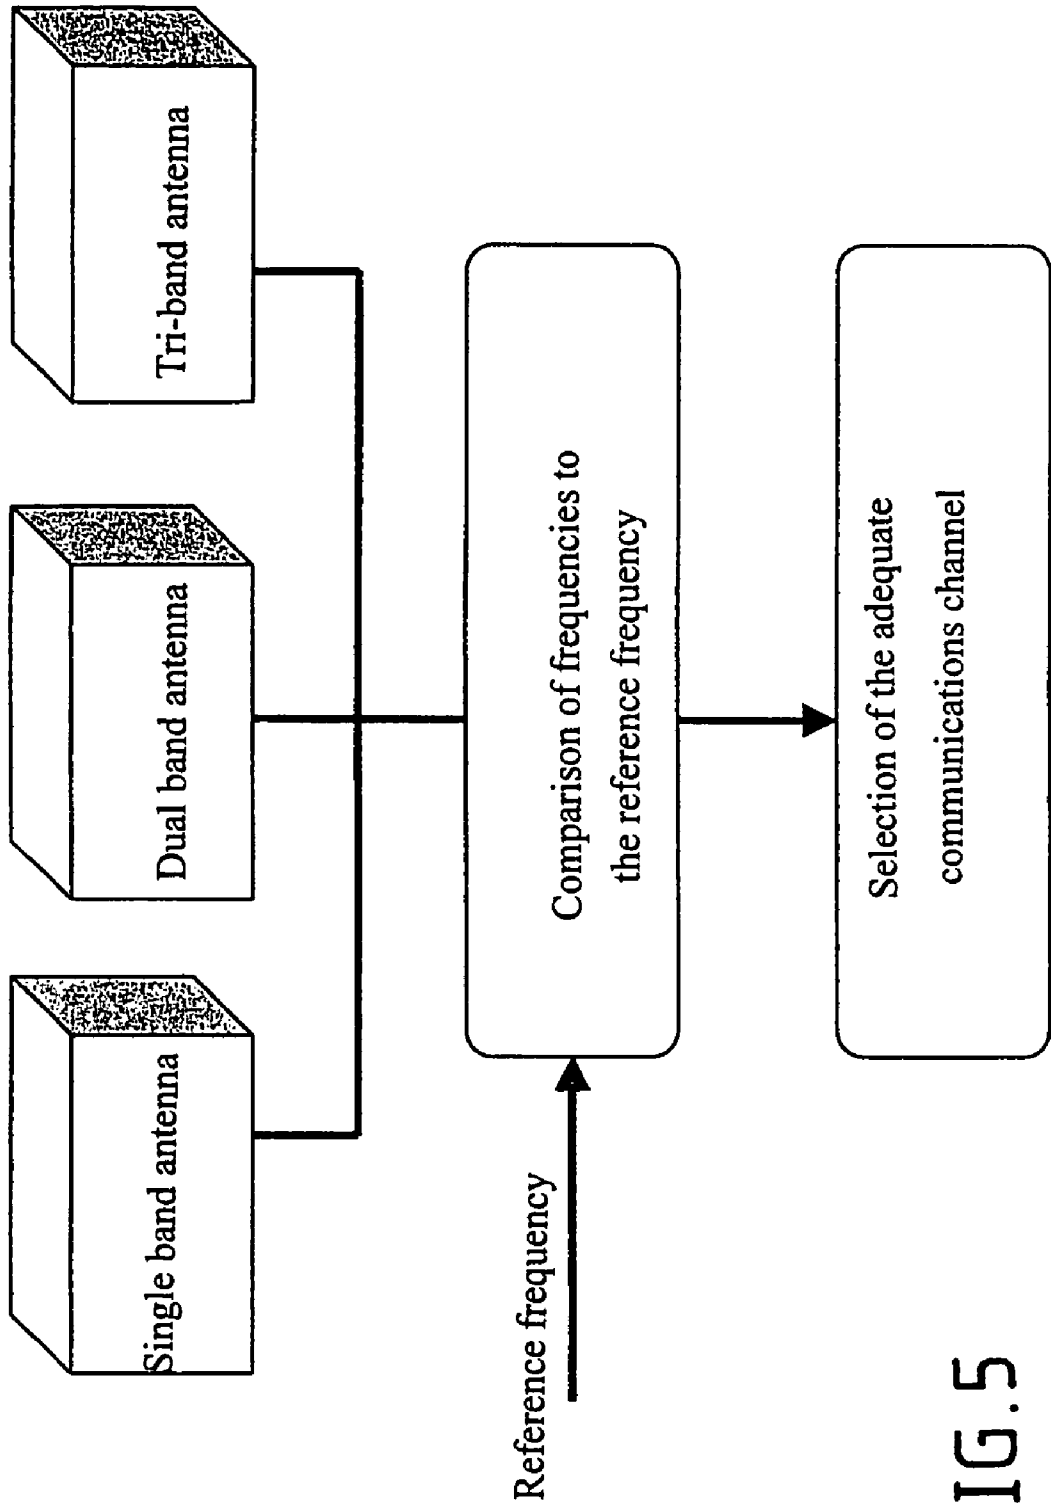 Single band antenna
Dual band antenna
Tri-band antenna
Reference frequency
Comparison of frequencies to
the reference frequency
Selection of the adequate
communications channel
IG.5